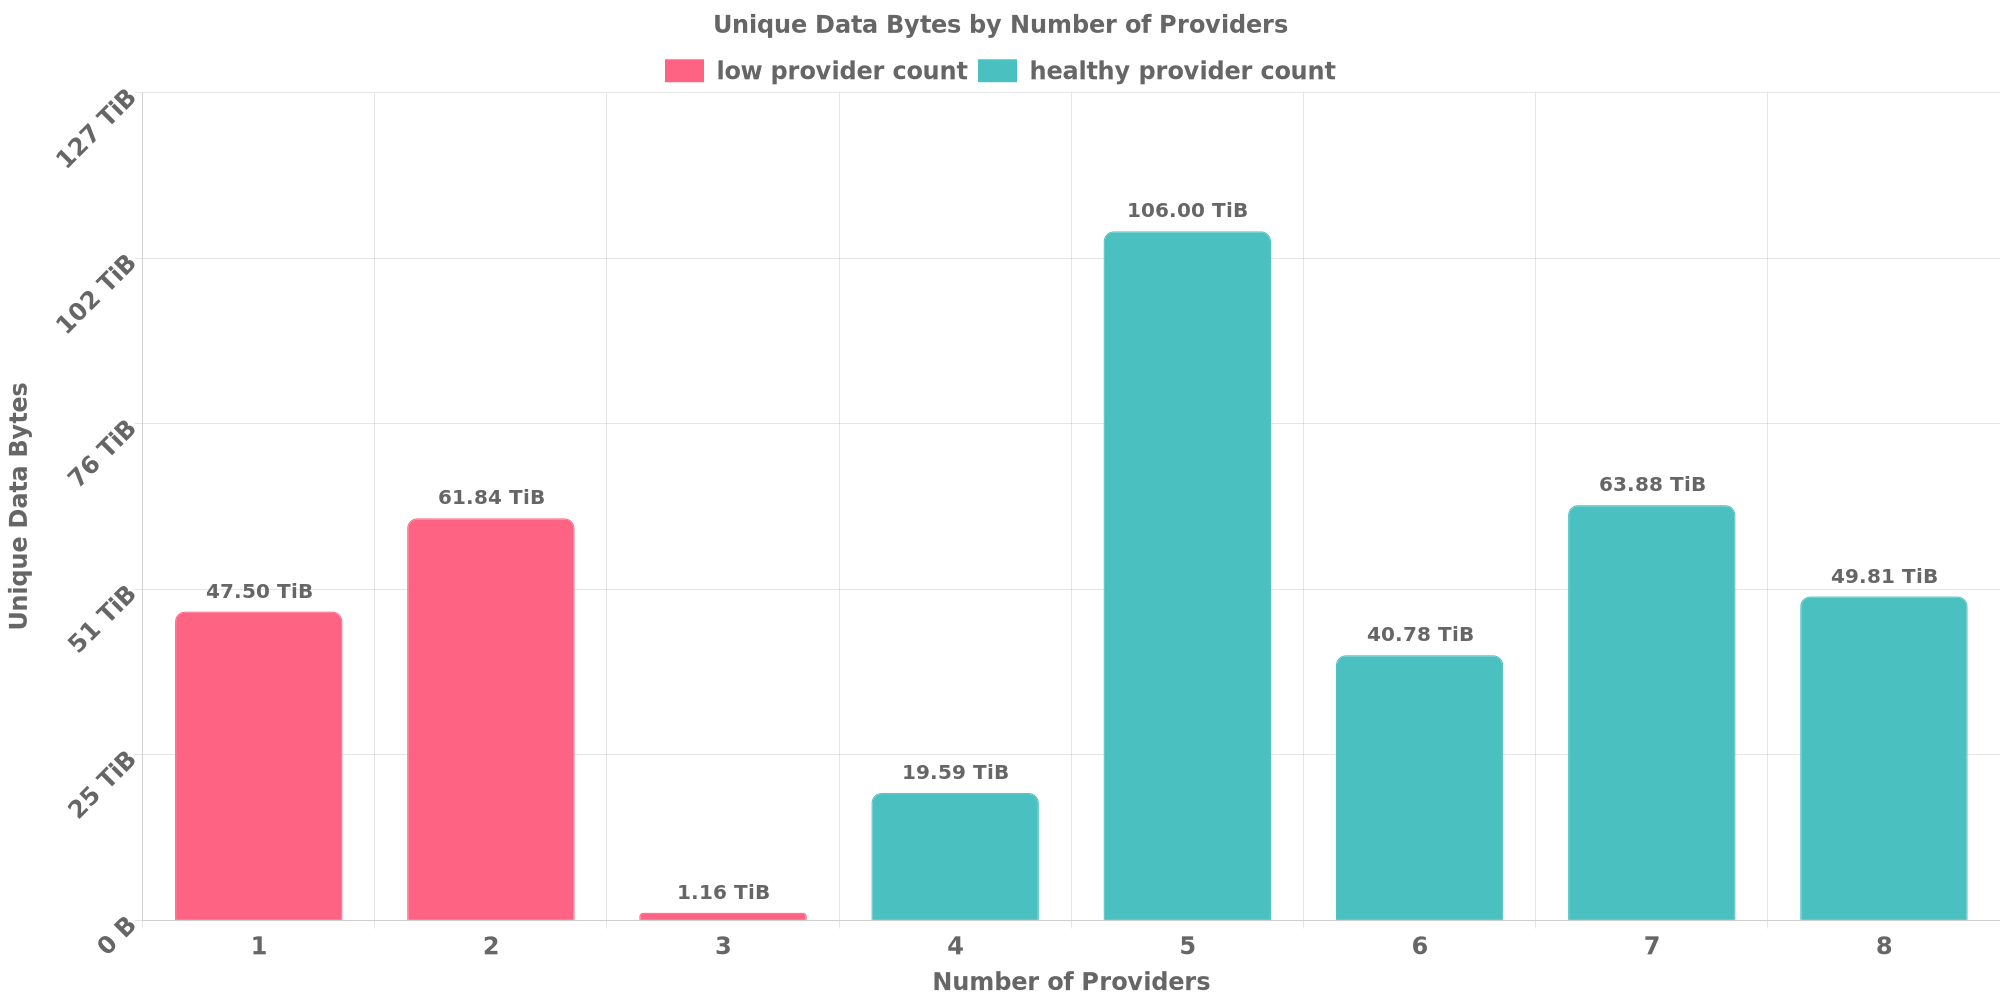 Unique Data Bytes by Number of Providers
low provider count healthy provider count
127 TiB
102 TiB
76 TiB
51 TiB
25 TiB
0 B
Unique Data Bytes
47.50 TiB
61.84 TiB
1.16 TiB
19.59 TiB
106.00 TiB
40.78 TiB
63.88 TiB
49.81 TiB
1 2 3 4 5 6 7 8
Number of Providers